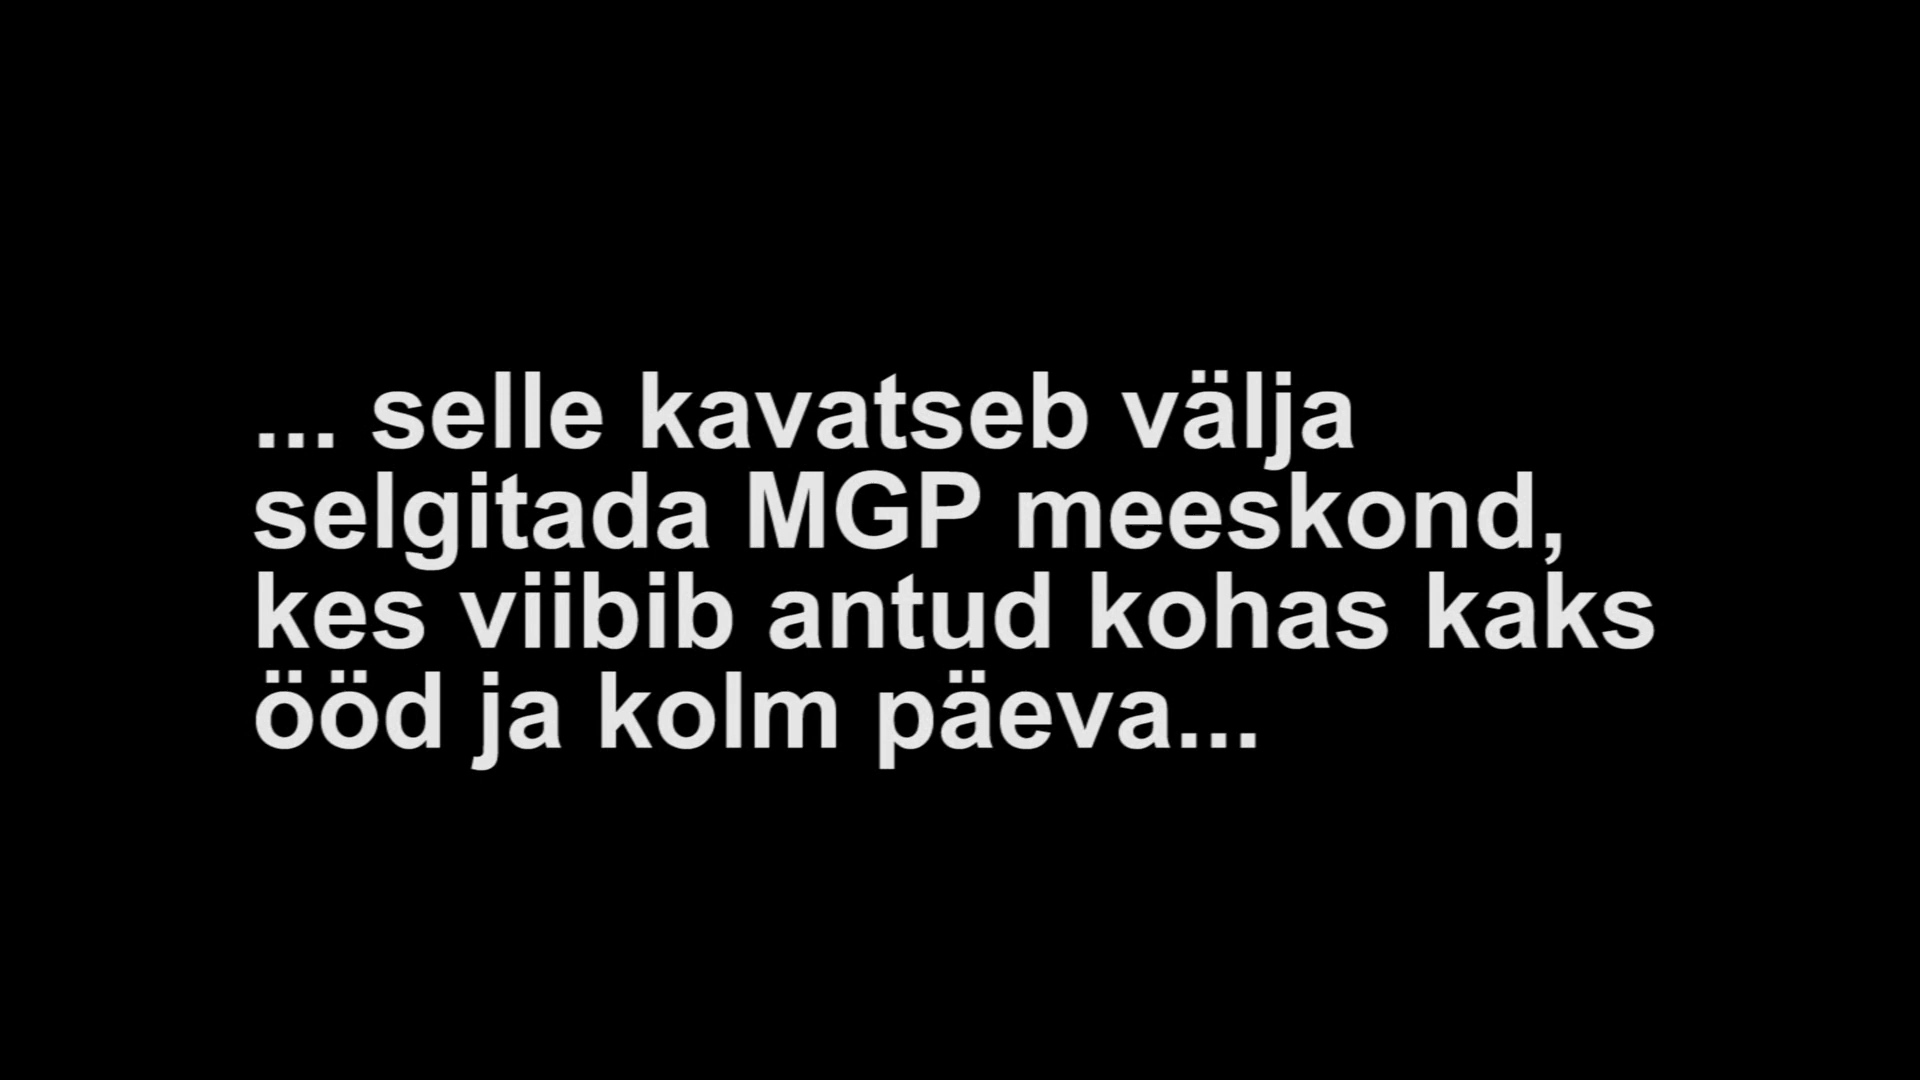 ... selle kavatseb välja
selgitada MGP meeskond,
kes viibib antud kohas kaks
ööd ja kolm päeva...